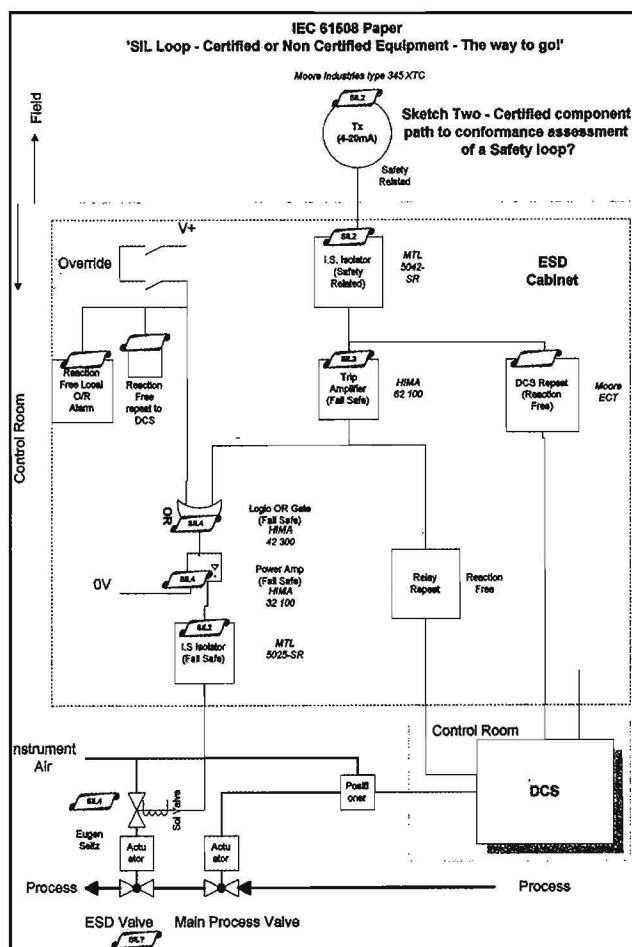 IEC 61508 Paper
'SIL Loop - Certified or Non Certified Equipment - The way to go!'
Moore Industries type 345 XTC
Field
SIL2
Tx
(4-20mA)
Sketch Two - Certified component
path to conformance assessment
of a Safety loop?
Safety
Related
V+
Override
SIL2
I.S. Isolator
(Safety
Related)
MTL
5042-
SR
ESD
Cabinet
Reaction
Free Local
O/R
Alarm
Reaction
Free
repeat to
DCS
SIL3
Trip
Amplifier
(Fail Safe)
HIMA
62 100
DCS Repeat
(Reaction
Free)
Moore
ECT
Control Room
OR
SIL4
Logic OR Gate
(Fail Safe)
HIMA
42 300
0V
SIL4
Power Amp
(Fail Safe)
HIMA
32 100
Relay
Repeat
Reaction
Free
I.S Isolator
(Fail Safe)
MTL
5025-SR
Control Room
nstrument
Air
Positi
oner
DCS
SIL4
Sol Valve
Eugen
Seitz
Actu
ator
Actu
ator
Process
Process
ESD Valve
Main Process Valve
SIL?